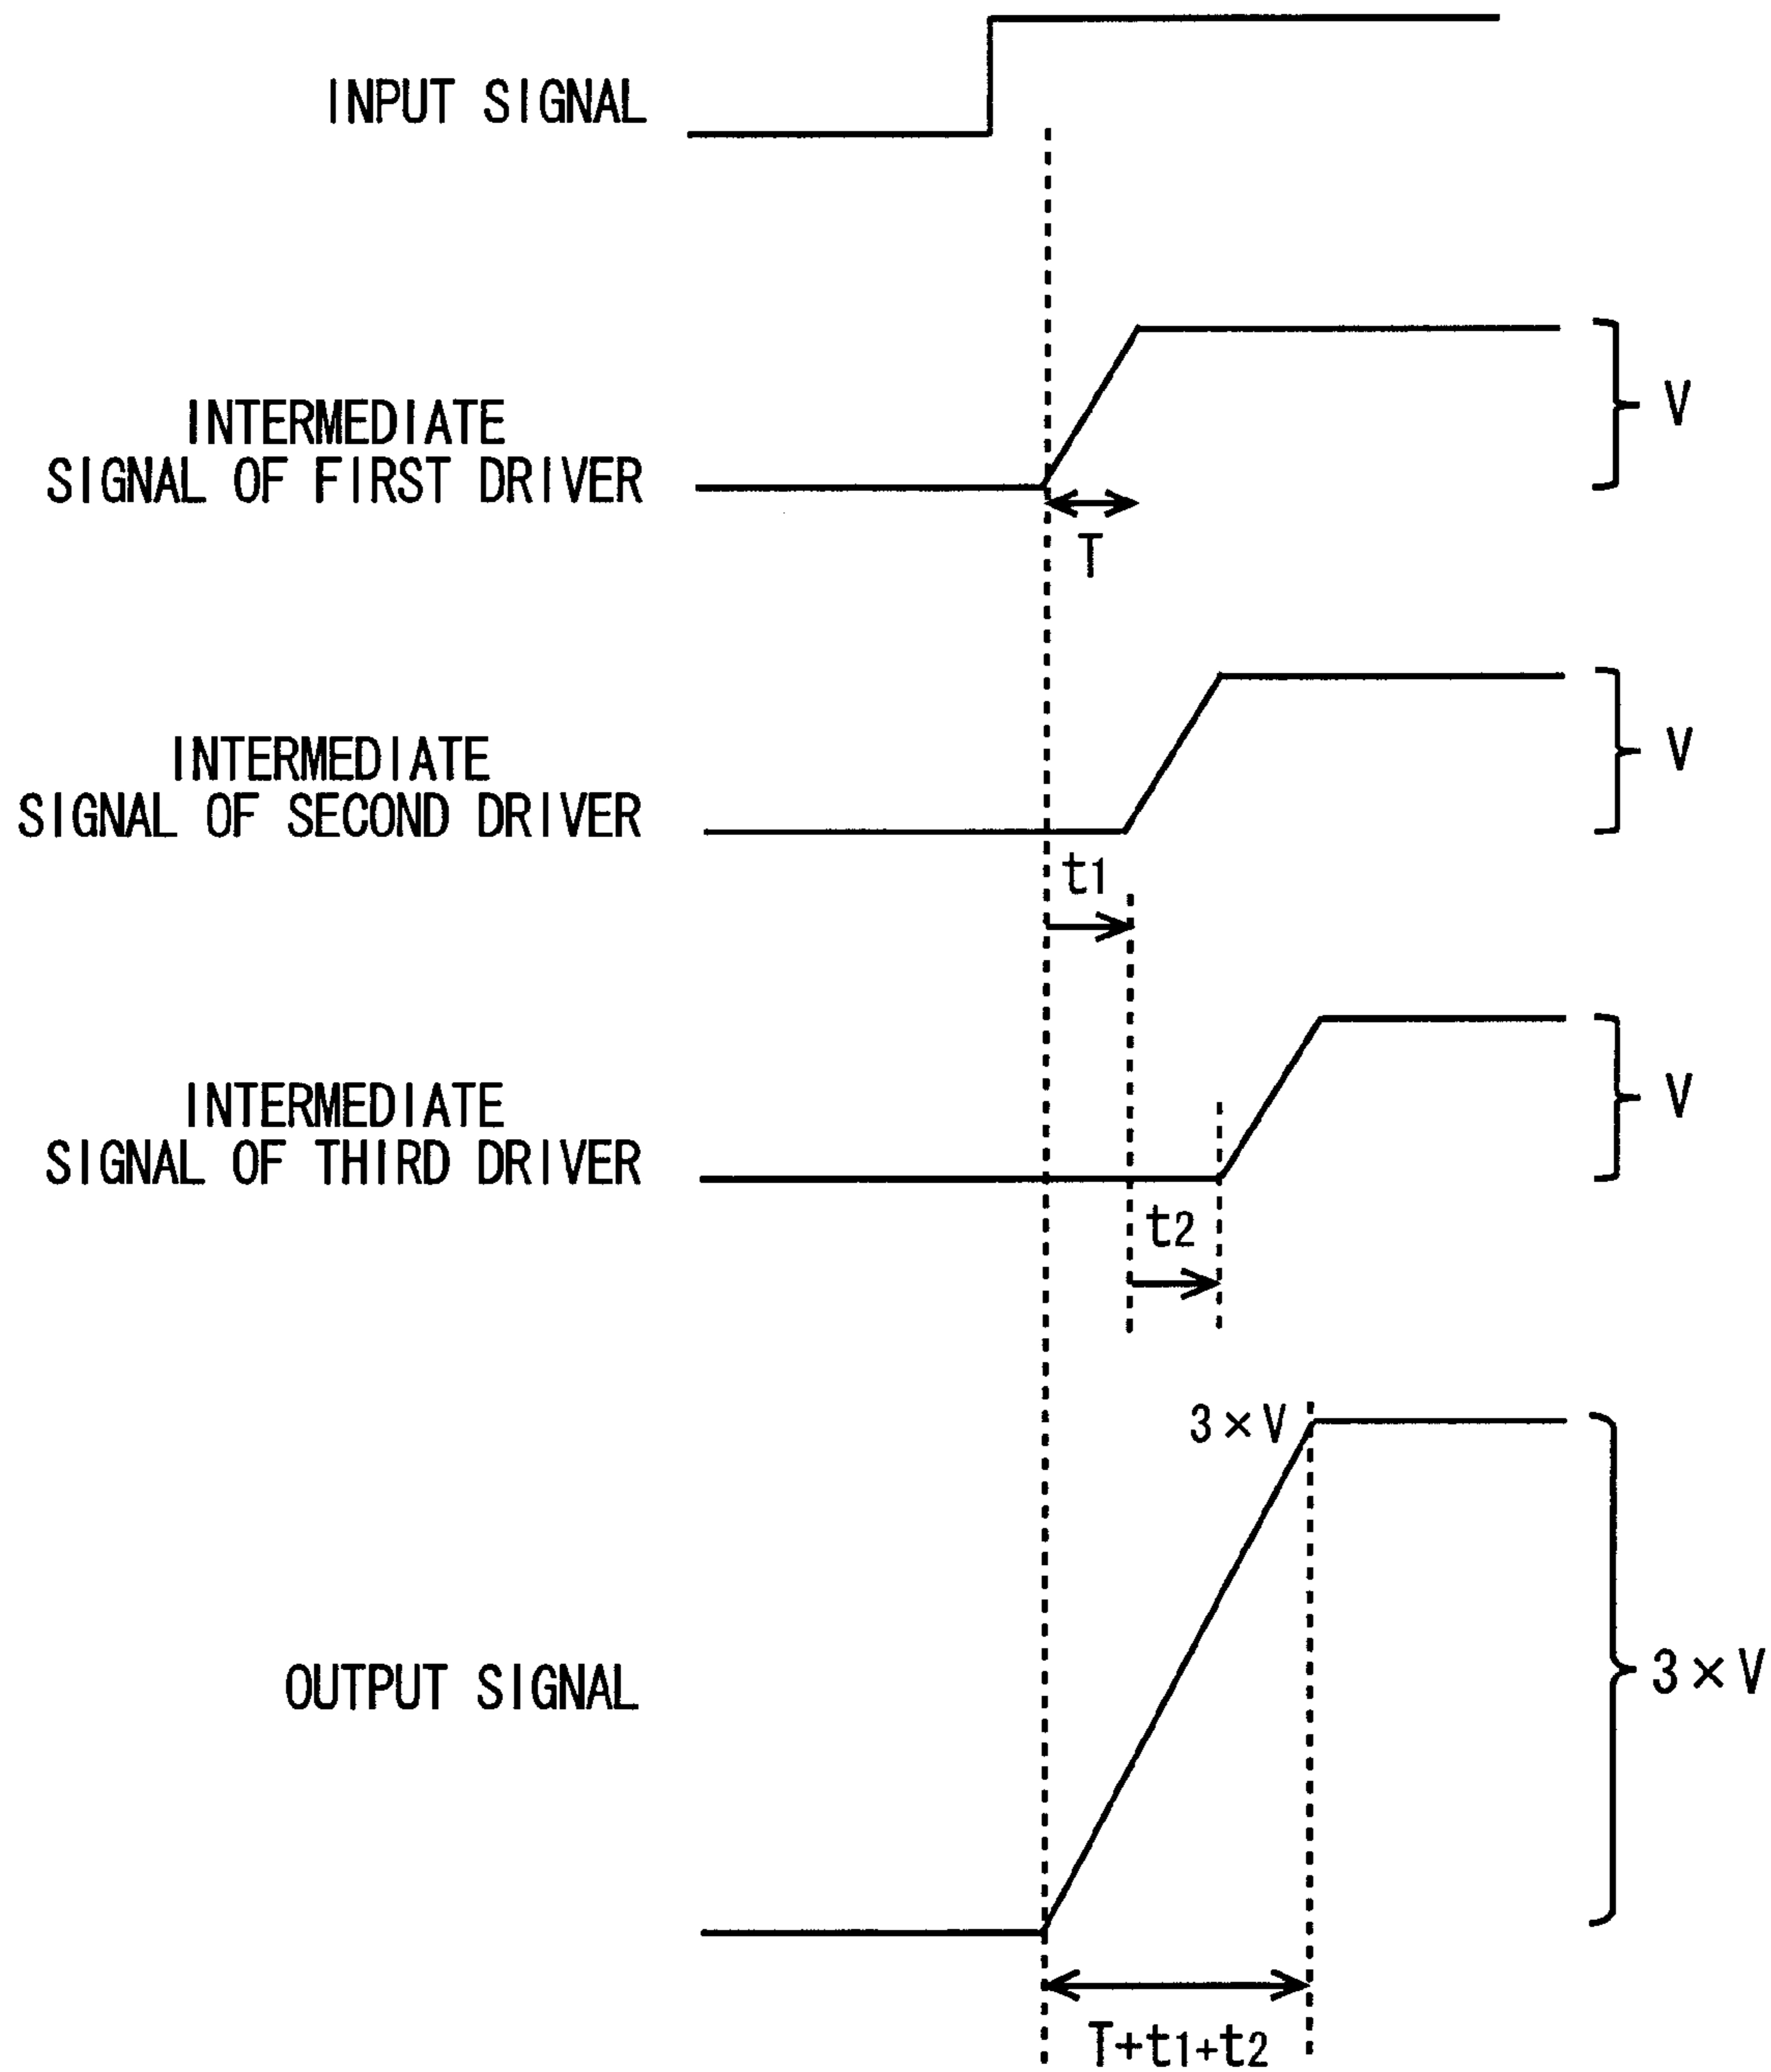 INPUT SIGNAL
INTERMEDIATE
SIGNAL OF FIRST DRIVER
V
T
INTERMEDIATE
SIGNAL OF SECOND DRIVER
V
t1
INTERMEDIATE
SIGNAL OF THIRD DRIVER
V
t2
3×V
OUTPUT SIGNAL
3×V
T+t1+t2